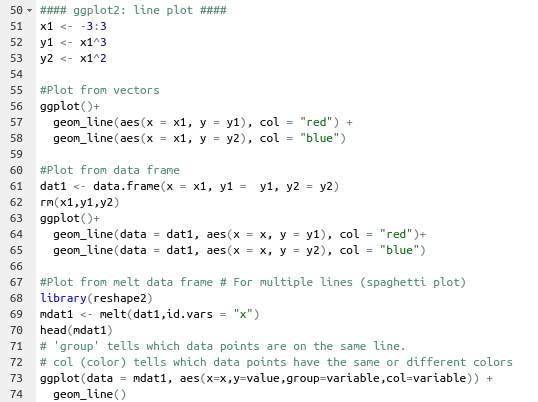 50 #### ggplot2: line plot ####
51 x1 <- -3:3
52 y1 <- x1^3
53 y2 <- x1^2
54
55 #Plot from vectors
56 ggplot()+
57   geom_line(aes(x = x1, y = y1), col = "red") +
58   geom_line(aes(x = x1, y = y2), col = "blue")
59
60 #Plot from data frame
61 dat1 <- data.frame(x = x1, y1 =  y1, y2 = y2)
62 rm(x1,y1,y2)
63 ggplot()+
64   geom_line(data = dat1, aes(x = x, y = y1), col = "red")+
65   geom_line(data = dat1, aes(x = x, y = y2), col = "blue")
66
67 #Plot from melt data frame # For multiple lines (spaghetti plot)
68 library(reshape2)
69 mdat1 <- melt(dat1,id.vars = "x")
70 head(mdat1)
71 # 'group' tells which data points are on the same line.
72 # col (color) tells which data points have the same or different colors
73 ggplot(data = mdat1, aes(x=x,y=value,group=variable,col=variable)) +
74   geom_line()